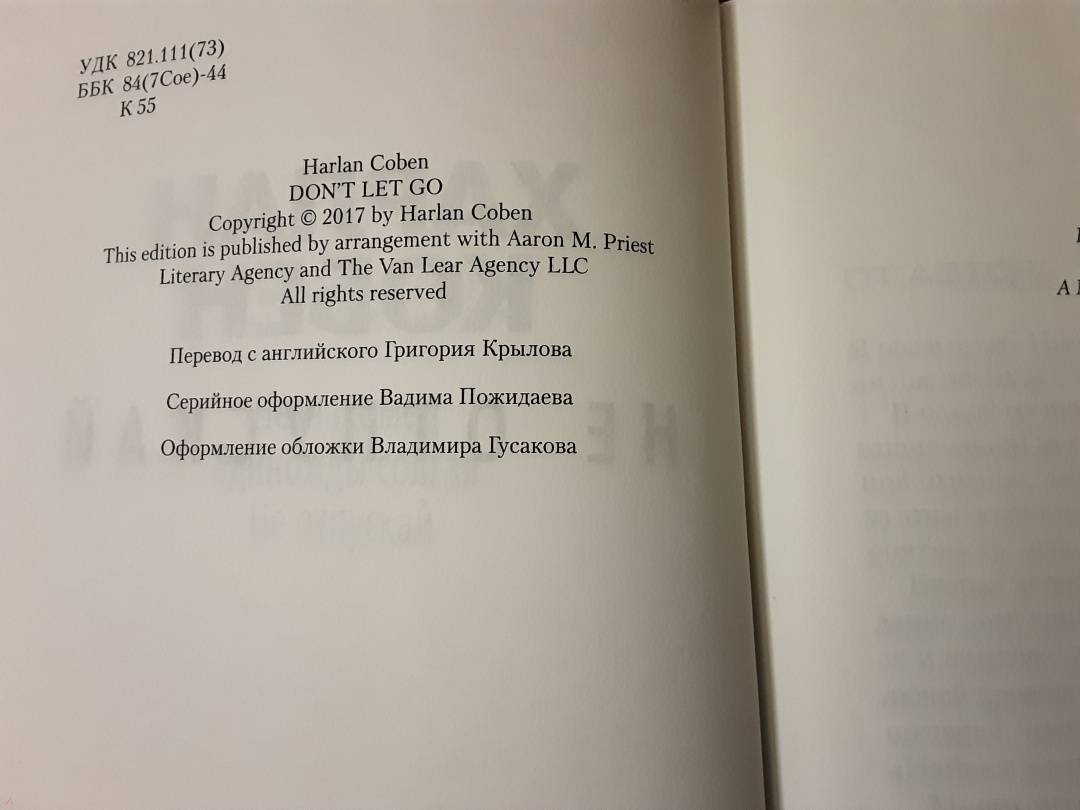 УДК 821.111(73)
ББК 84(7Сое)-44
К 55
Harlan Coben
DON'T LET GO
Copyright © 2017 by Harlan Coben
This edition is published by arrangement with Aaron M. Priest
Literary Agency and The Van Lear Agency LLC
All rights reserved
Перевод с английского Григория Крылова
Серийное оформление Вадима Пожидаева
Оформление обложки Владимира Гусакова